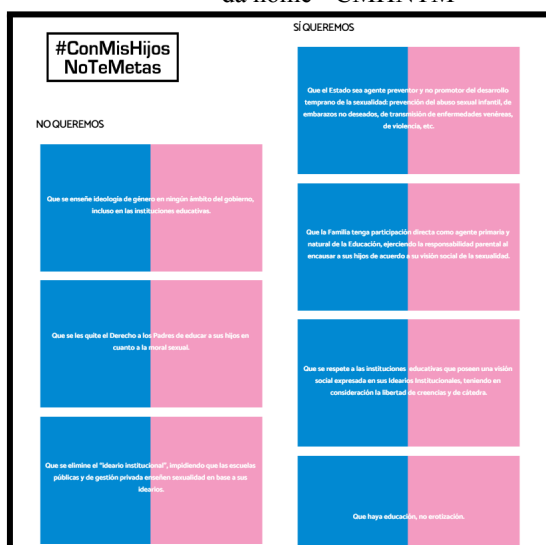 #ConMisHijos
NoTeMetas
NO QUEREMOS
Que se enseñe ideología de género en ningún ámbito del gobierno,
incluso en las instituciones educativas.
Que se les quite el Derecho a los Padres de educar a sus hijos en
cuanto a la moral sexual.
Que se elimine el "ideario institucional", impidiendo que las escuelas
públicas y de gestión privada enseñen sexualidad en base a sus
idearios.
SÍ QUEREMOS
Que el Estado sea agente preventor y no promotor del desarrollo
temprano de la sexualidad: prevención del abuso sexual infantil, de
embarazos no deseados, de transmisión de enfermedades venéreas,
de violencia, etc.
Que la Familia tenga participación directa como agente primario y
natural de la Educación, ejerciendo la responsabilidad parental al
encausar a sus hijos de acuerdo a su visión social de la sexualidad.
Que se respete a las instituciones educativas que poseen una visión
social expresada en sus Idearios Institucionales, teniendo en
consideración la libertad de creencias y de cátedra.
Que haya educación, no erotización.